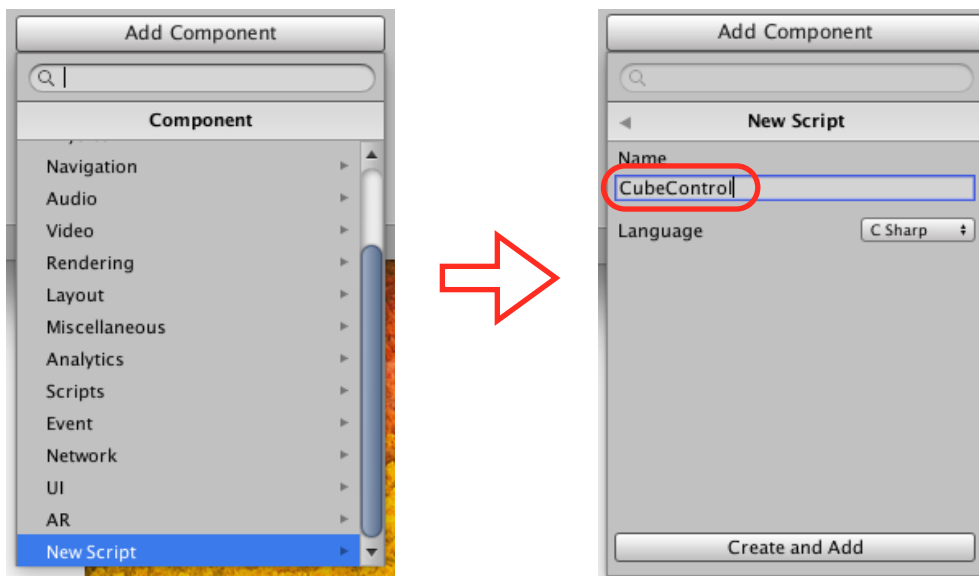 Add Component
Component
Navigation
Audio
Video
Rendering
Layout
Miscellaneous
Analytics
Scripts
Event
Network
UI
AR
New Script
Add Component
New Script
Name
CubeControl
Language C Sharp
Create and Add